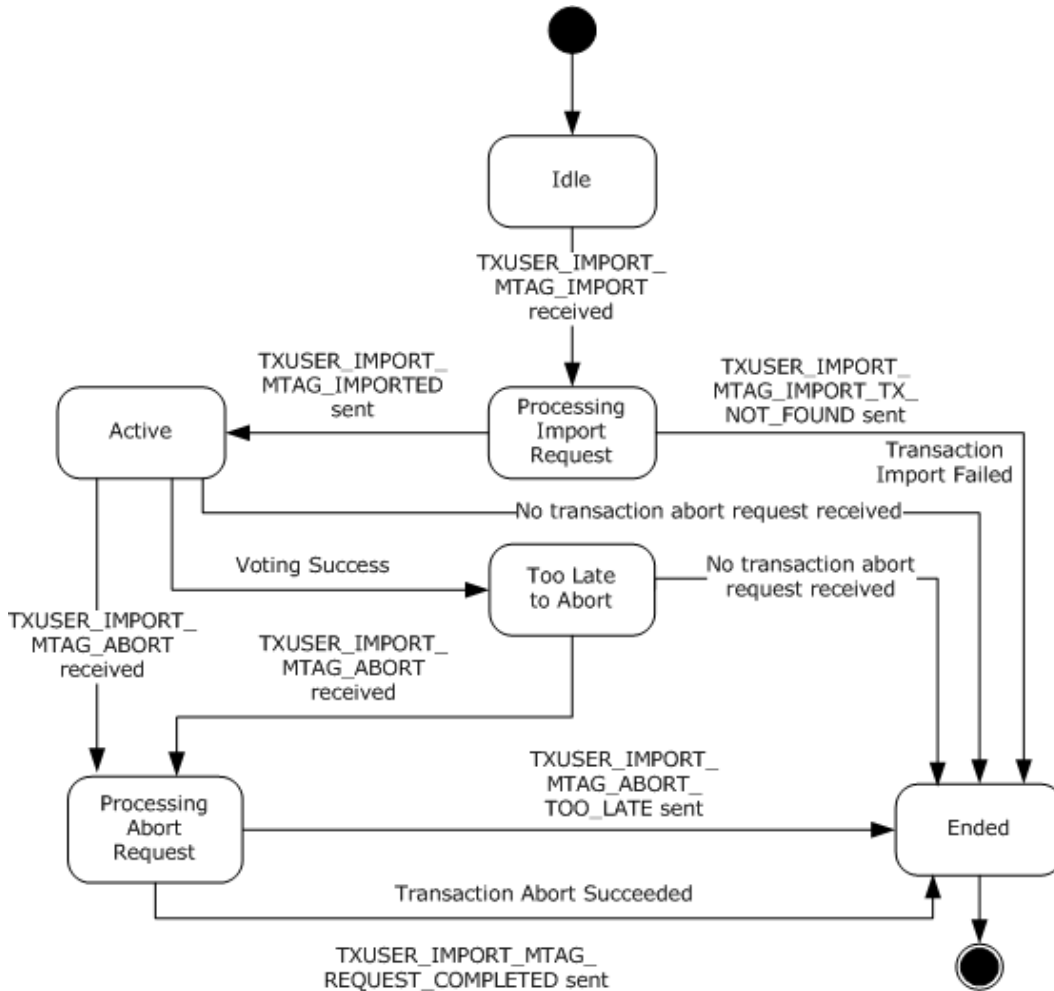 Idle
TXUSER_IMPORT_
MTAG_IMPORT
received
TXUSER_IMPORT_
MTAG_IMPORTED
sent
TXUSER_IMPORT_
MTAG_IMPORT_TX_
NOT_FOUND sent
Active
Processing
Import
Request
Transaction
Import Failed
No transaction abort request received
Voting Success
Too Late
to Abort
No transaction abort
request received
TXUSER_IMPORT_
MTAG_ABORT
received
TXUSER_IMPORT_
MTAG_ABORT
received
TXUSER_IMPORT_
MTAG_ABORT_
TOO_LATE sent
Processing
Abort
Request
Ended
Transaction Abort Succeeded
TXUSER_IMPORT_MTAG_
REQUEST_COMPLETED sent